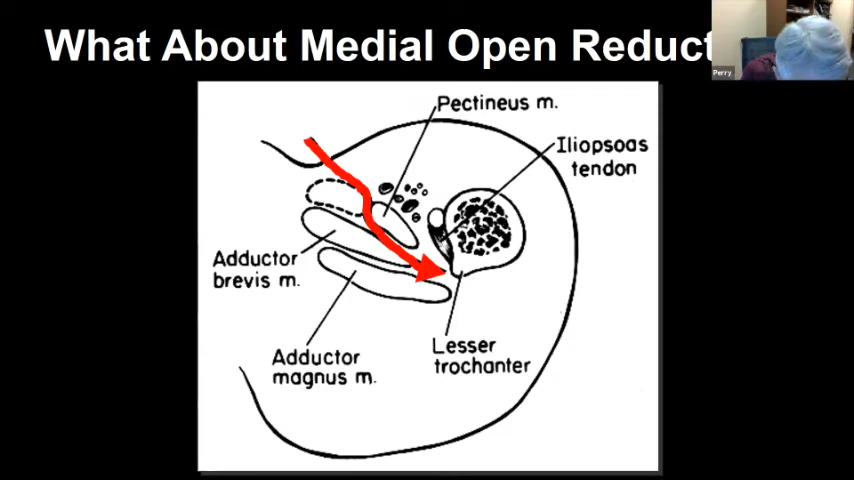 What About Medial Open Reduct
Perry
Pectineus m.
Iliopsoas
tendon
Adductor
brevis m.
Adductor
magnus m.
Lesser
trochanter